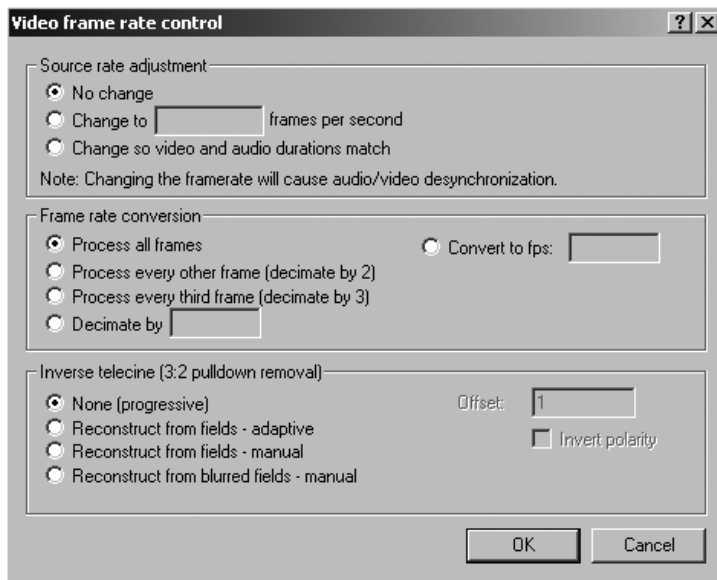 Video frame rate control
Source rate adjustment
No change
Change to frames per second
Change so video and audio durations match
Note: Changing the framerate will cause audio/video desynchronization.
Frame rate conversion
Process all frames
Convert to fps:
Process every other frame (decimate by 2)
Process every third frame (decimate by 3)
Decimate by
Inverse telecine (3:2 pulldown removal)
None (progressive)
Offset: 1
Reconstruct from fields - adaptive
Invert polarity
Reconstruct from fields - manual
Reconstruct from blurred fields - manual
OK Cancel